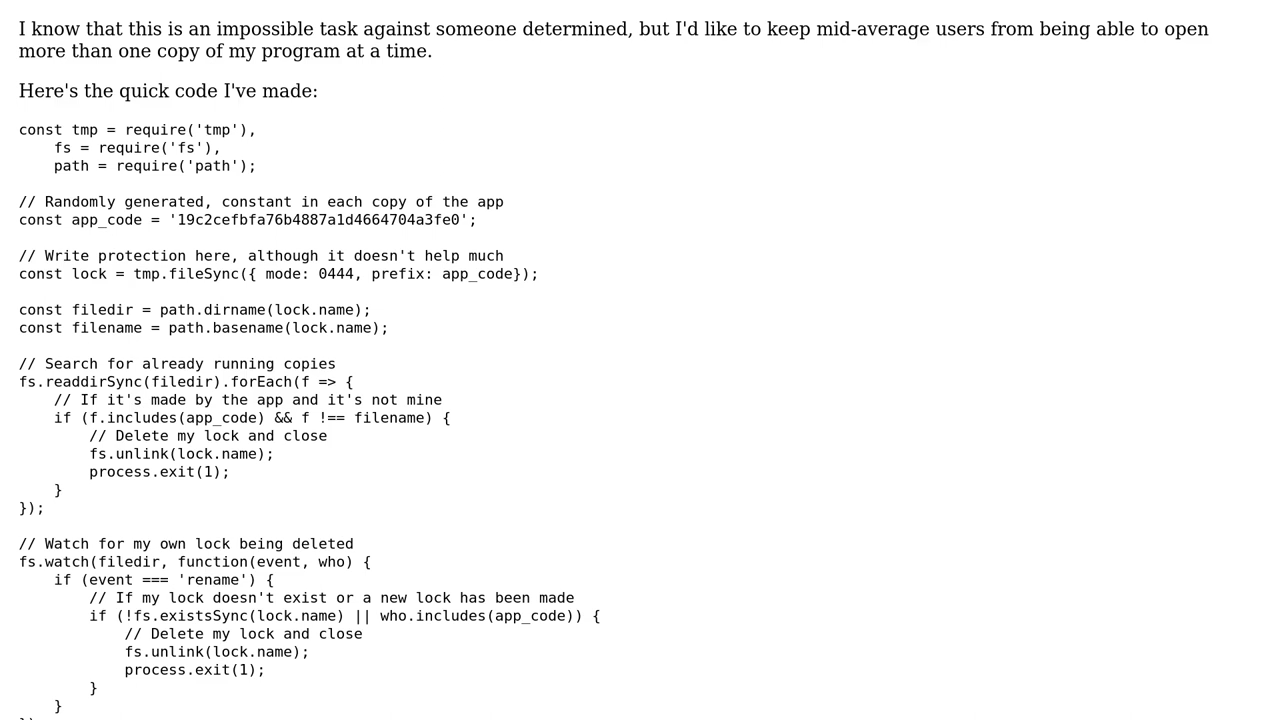 I know that this is an impossible task against someone determined, but I'd like to keep mid-average users from being able to open
more than one copy of my program at a time.
Here's the quick code I've made:
const tmp = require('tmp'),
    fs = require('fs'),
    path = require('path');
// Randomly generated, constant in each copy of the app
const app_code = '19c2cefbfa76b4887a1d4664704a3fe0';
// Write protection here, although it doesn't help much
const lock = tmp.fileSync({ mode: 0444, prefix: app_code});
const filedir = path.dirname(lock.name);
const filename = path.basename(lock.name);
// Search for already running copies
fs.readdirSync(filedir).forEach(f => {
    // If it's made by the app and it's not mine
    if (f.includes(app_code) && f !== filename) {
        // Delete my lock and close
        fs.unlink(lock.name);
        process.exit(1);
    }
});
// Watch for my own lock being deleted
fs.watch(filedir, function(event, who) {
    if (event === 'rename') {
        // If my lock doesn't exist or a new lock has been made
        if (!fs.existsSync(lock.name) || who.includes(app_code)) {
            // Delete my lock and close
            fs.unlink(lock.name);
            process.exit(1);
        }
    }